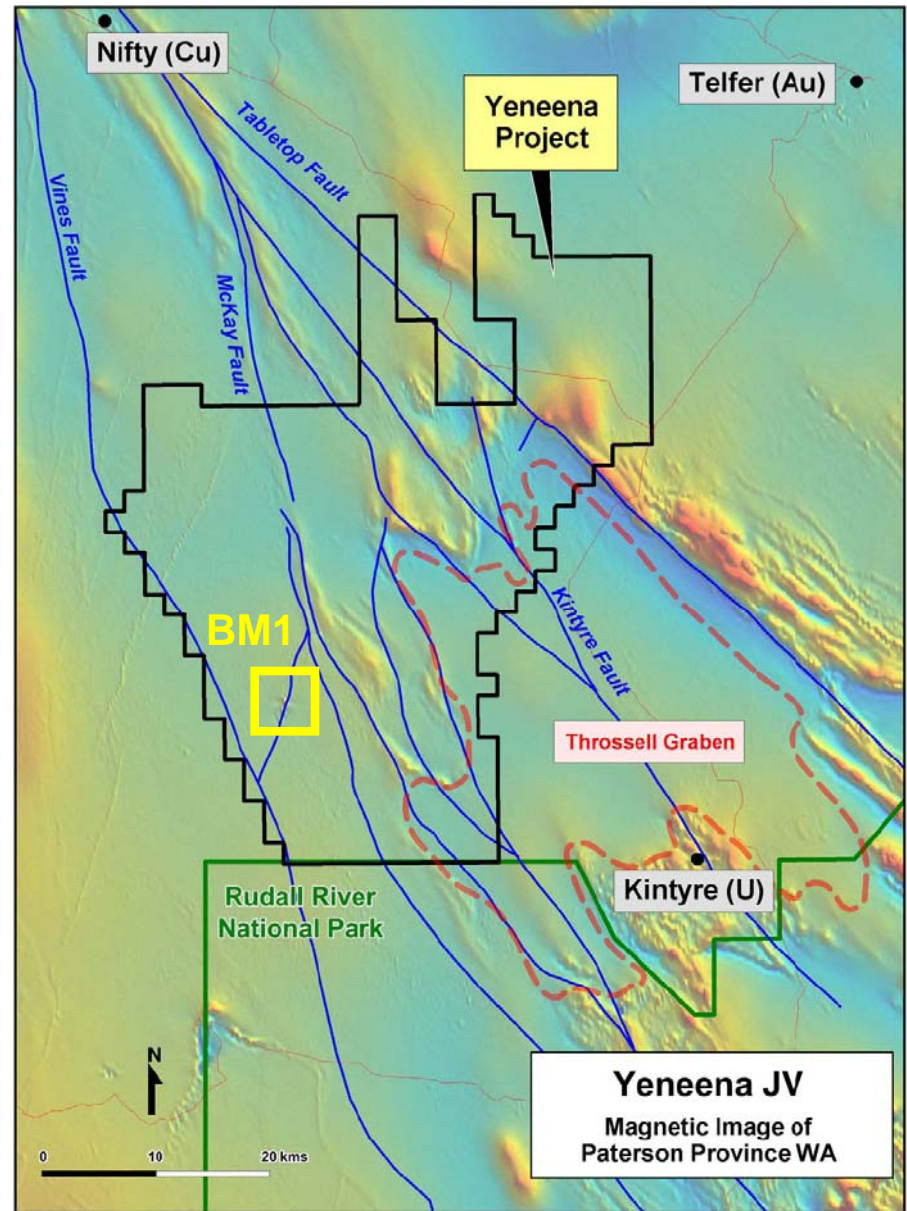 Nifty (Cu)
Telfer (Au)
Yeneena
Project
Tabletop Fault
Vines Fault
McKay Fault
BM1
Kintyre Fault
Throssell Graben
Kintyre (U)
Rudall River
National Park
N
0 10 20 kms
Yeneena JV
Magnetic Image of
Paterson Province WA